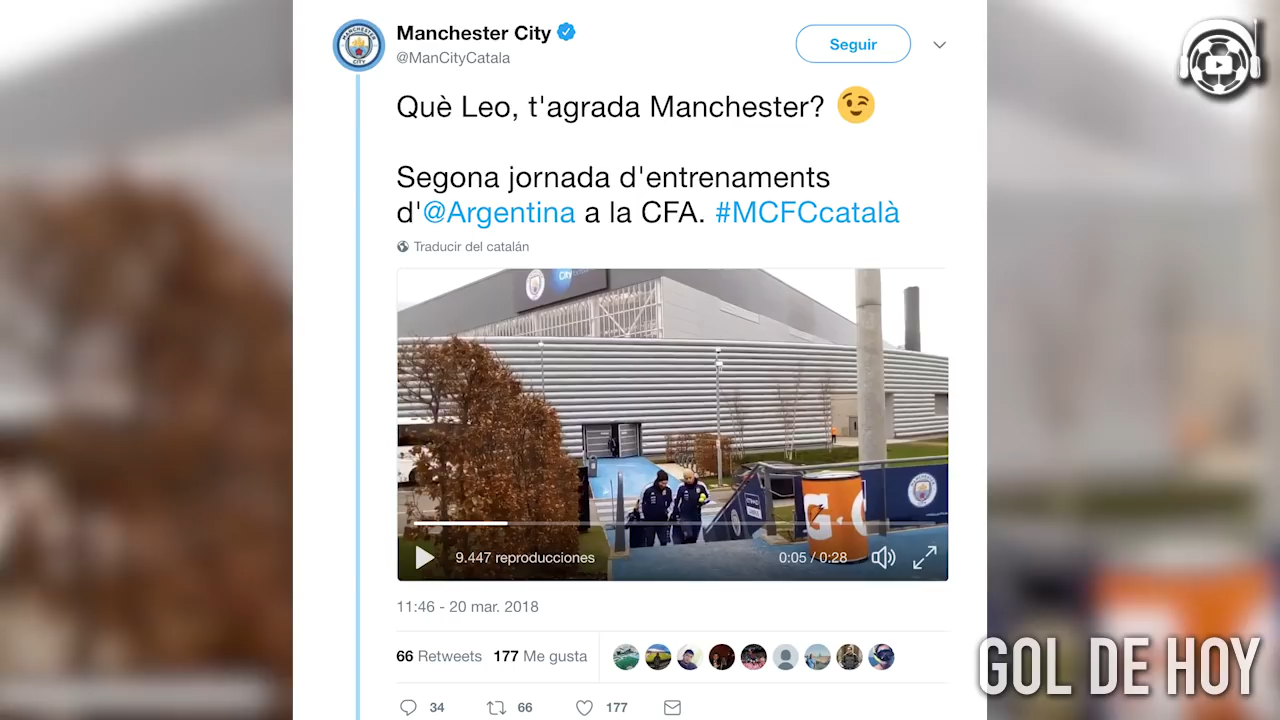 Manchester City
@ManCityCatala
Seguir
Què Leo, t'agrada Manchester? 😉
Segona jornada d'entrenaments
d'@Argentina a la CFA. #MCFCcatalà
Traducir del catalán
City
G
9.447 reproducciones
0:05 / 0:28
11:46 - 20 mar. 2018
66 Retweets 177 Me gusta
34 66 177
GOL DE HOY